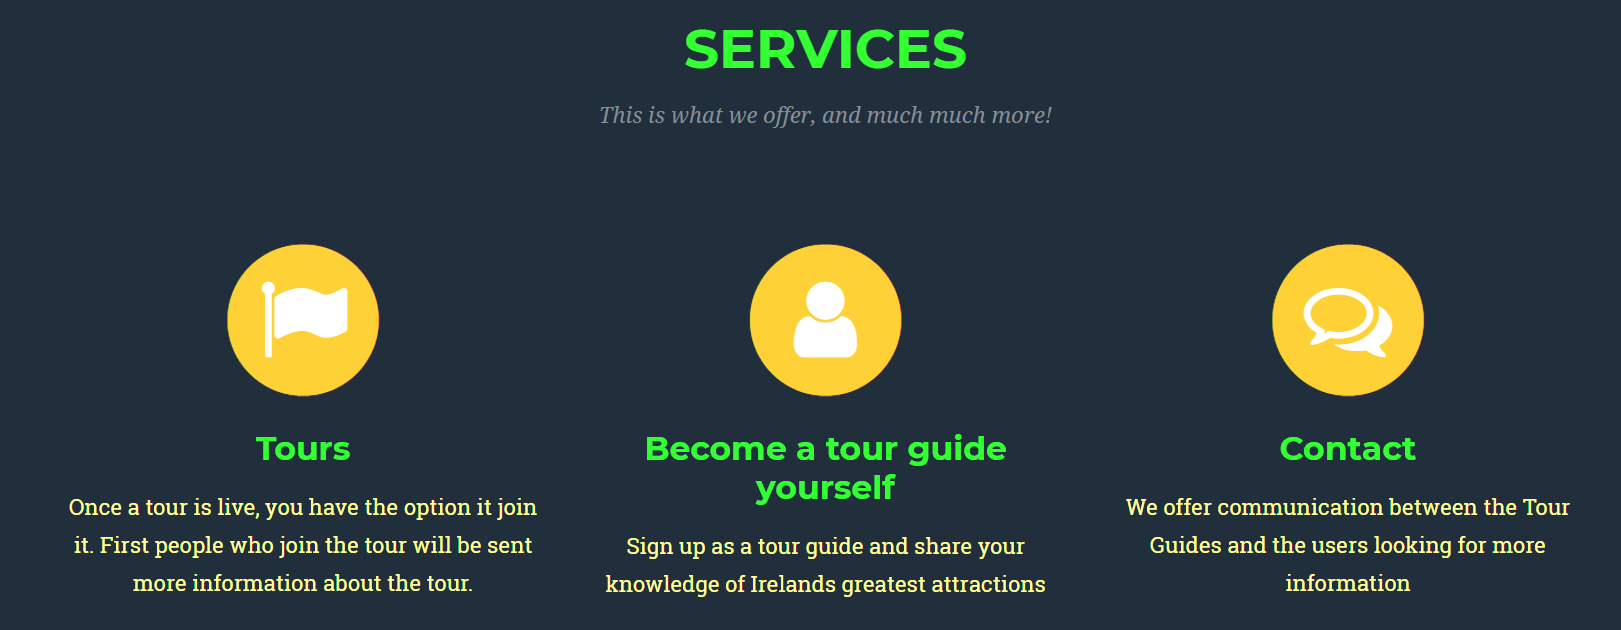 SERVICES
This is what we offer, and much much more!
Tours
Once a tour is live, you have the option it join
it. First people who join the tour will be sent
more information about the tour.
Become a tour guide
yourself
Sign up as a tour guide and share your
knowledge of Irelands greatest attractions
Contact
We offer communication between the Tour
Guides and the users looking for more
information